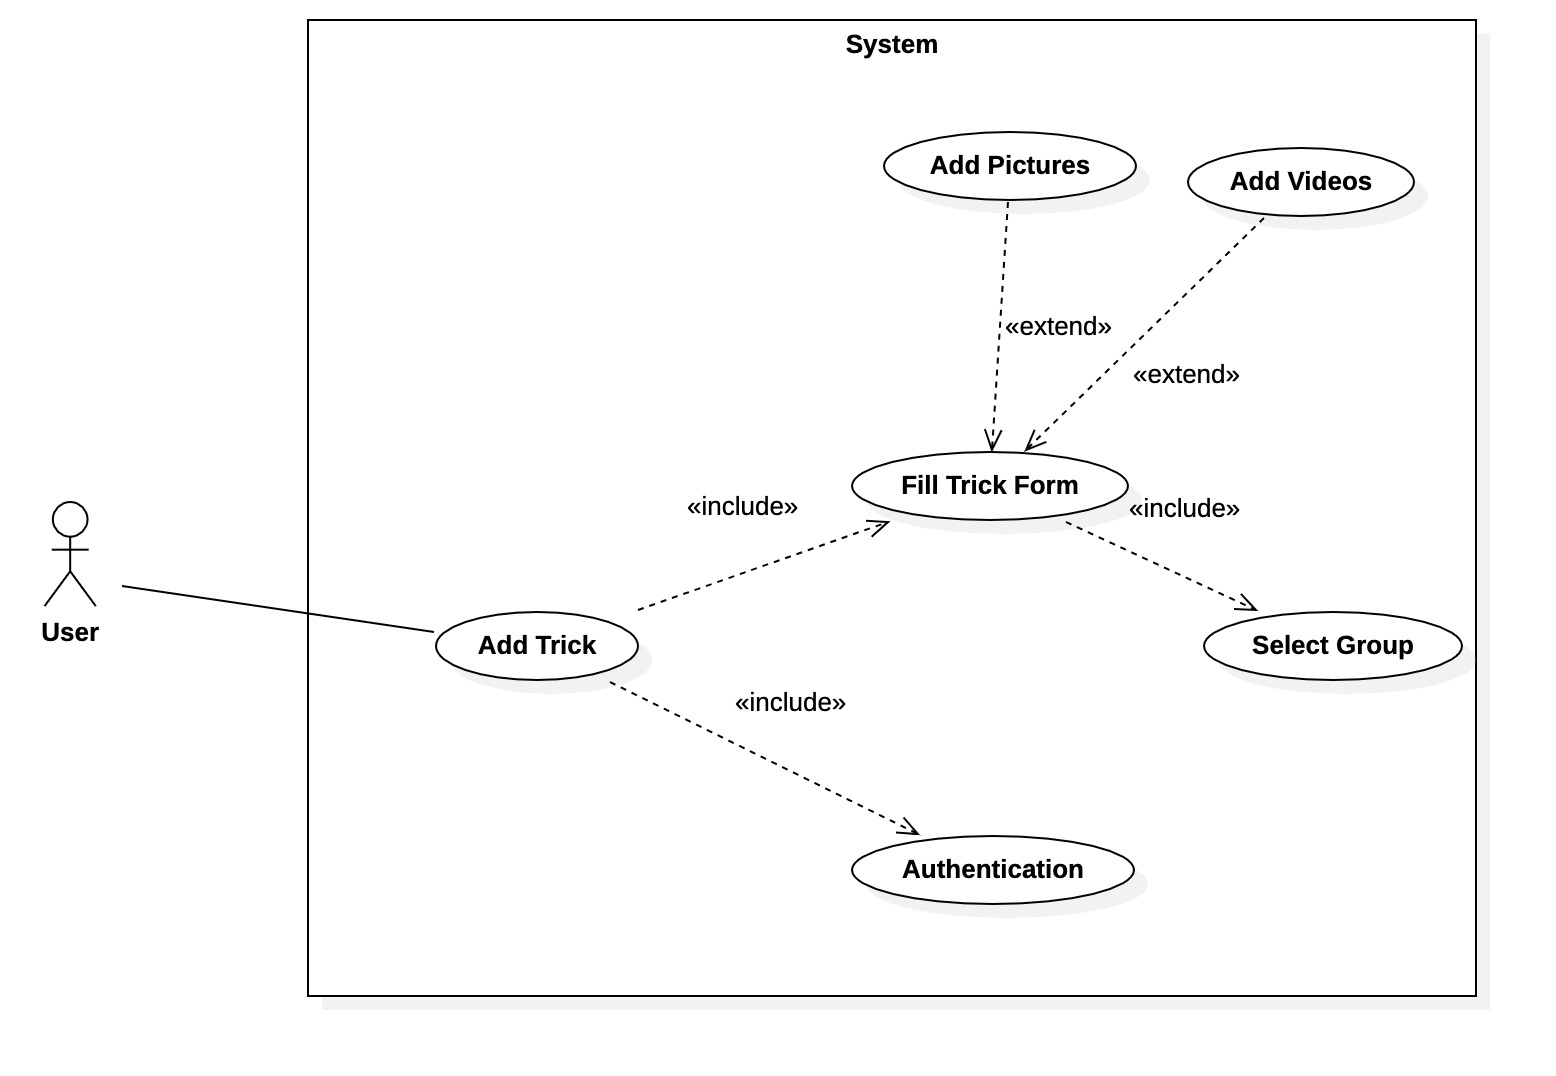 System
Add Pictures
Add Videos
«extend»
«extend»
Fill Trick Form
«include»
«include»
User
Add Trick
Select Group
«include»
Authentication